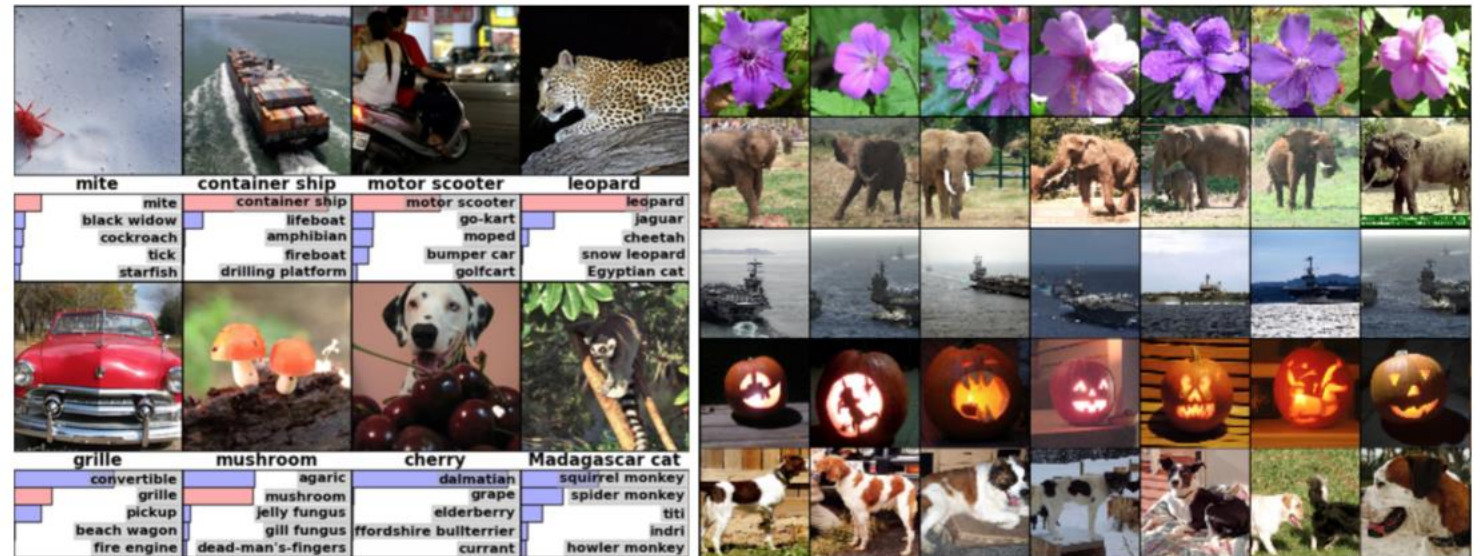 mite container ship motor scooter leopard
mite container ship motor scooter leopard
black widow lifeboat go-kart jaguar
cockroach amphibian moped cheetah
tick fireboat bumper car snow leopard
starfish drilling platform golfcart Egyptian cat
grille mushroom cherry Madagascar cat
convertible agaric dalmatian squirrel monkey
grille mushroom grape spider monkey
pickup jelly fungus elderberry titi
beach wagon gill fungus ffordshire bullterrier indri
fire engine dead-man's-fingers currant howler monkey